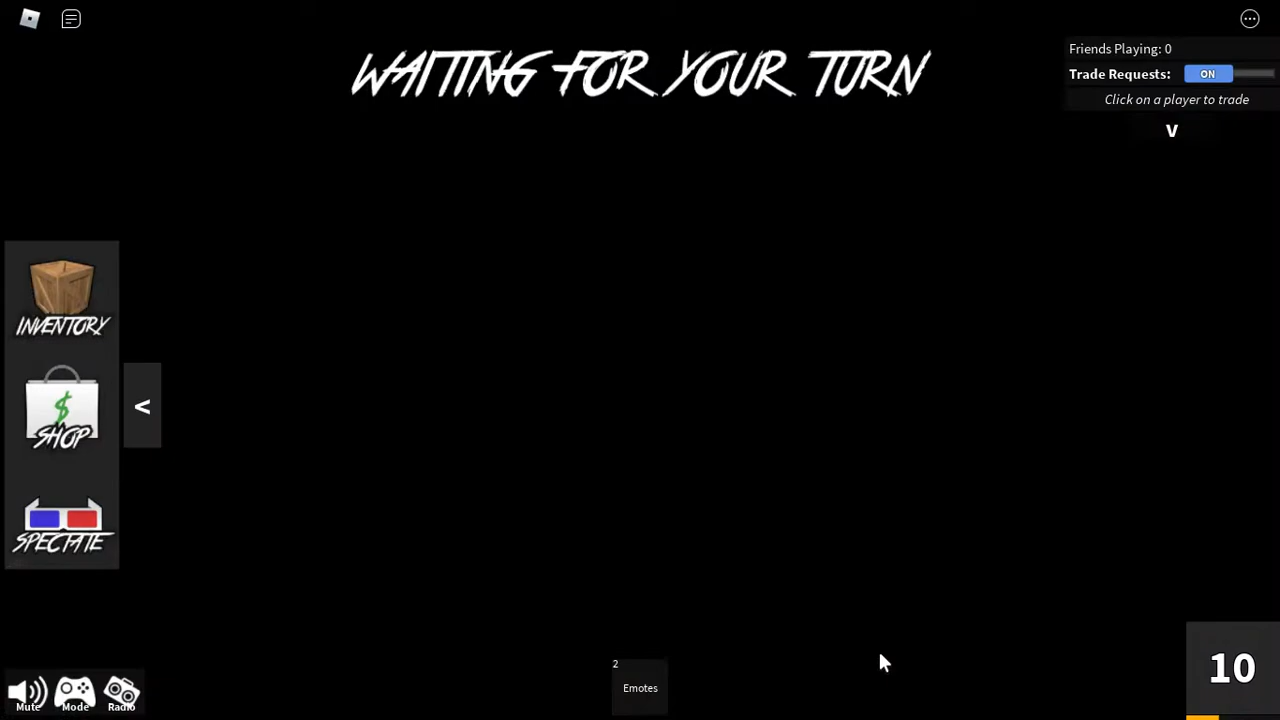 WAITING FOR YOUR TURN
Friends Playing: 0
Trade Requests: ON
Click on a player to trade
v
INVENTORY
$
SHOP
<
SPECTATE
2
Emotes
Mute
Mode
Radio
10